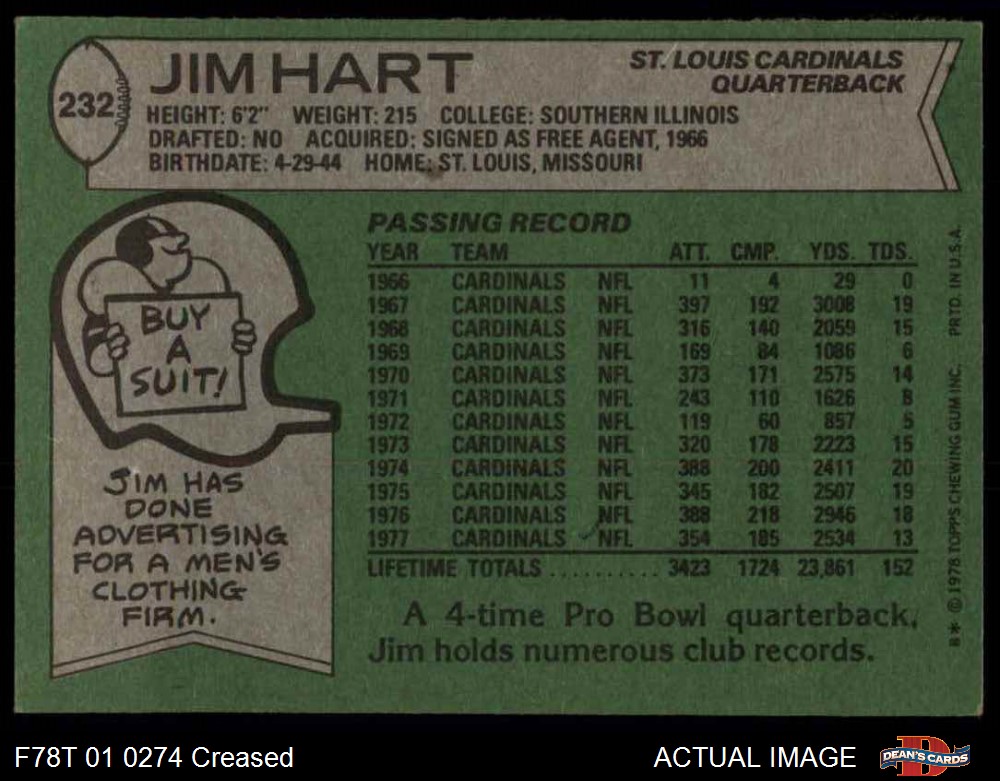 232
JIM HART
ST. LOUIS CARDINALS
QUARTERBACK
HEIGHT: 6'2" WEIGHT: 215 COLLEGE: SOUTHERN ILLINOIS
DRAFTED: NO ACQUIRED: SIGNED AS FREE AGENT, 1966
BIRTHDATE: 4-29-44 HOME: ST. LOUIS, MISSOURI
BUY
A
SUIT!
JIM HAS
DONE
ADVERTISING
FOR A MEN'S
CLOTHING
FIRM.
PASSING RECORD
YEAR TEAM ATT. CMP. YDS. TDS.
1966 CARDINALS NFL 11 4 29 0
1967 CARDINALS NFL 397 192 3008 19
1968 CARDINALS NFL 316 140 2059 15
1969 CARDINALS NFL 169 84 1086 6
1970 CARDINALS NFL 373 171 2575 14
1971 CARDINALS NFL 243 110 1626 8
1972 CARDINALS NFL 119 60 857 5
1973 CARDINALS NFL 320 178 2223 15
1974 CARDINALS NFL 388 200 2411 20
1975 CARDINALS NFL 345 182 2507 19
1976 CARDINALS NFL 388 218 2946 18
1977 CARDINALS NFL 354 185 2534 13
LIFETIME TOTALS .......... 3423 1724 23,861 152
A 4-time Pro Bowl quarterback,
Jim holds numerous club records.
** © 1978 TOPPS CHEWING GUM INC. PRTD. IN U.S.A.
F78T 01 0274 Creased
ACTUAL IMAGE
DEAN'S CARDS